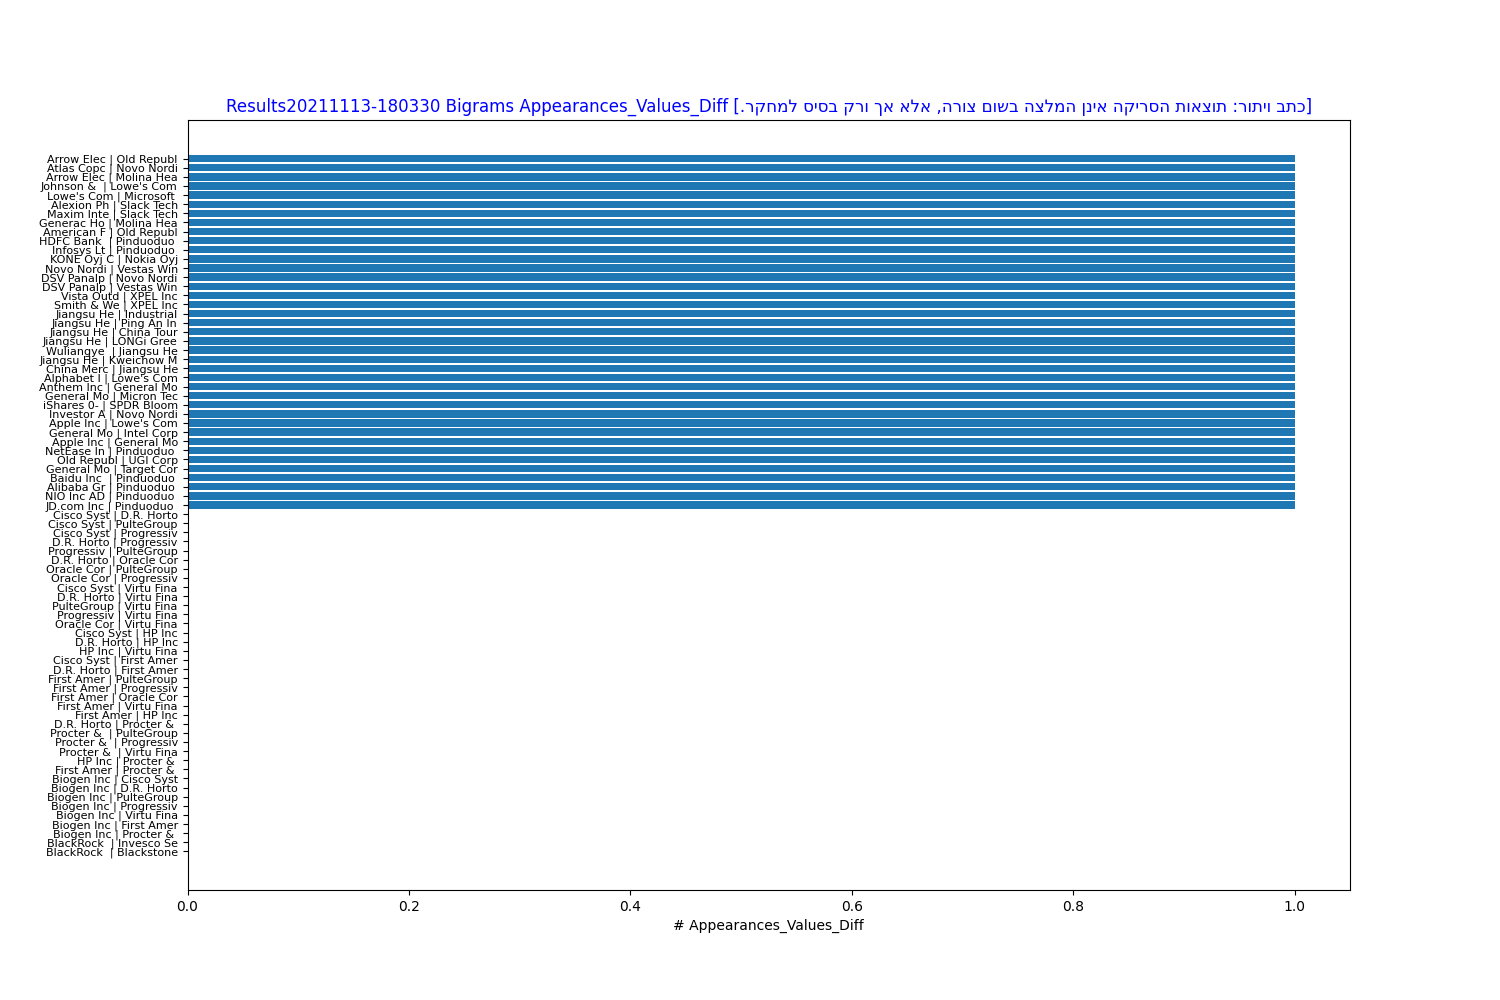 Results20211113-180330 Bigrams Appearances_Values_Diff [כתב ויתור: תוצאות הסריקה אינן המלצה בשום צורה, אלא אך ורק בסיס למחקר.]
Arrow Elec | Old Republ
Atlas Copc | Novo Nordi
Arrow Elec | Molina Hea
Johnson &  | Lowe's Com
Lowe's Com | Microsoft
Alexion Ph | Slack Tech
Maxim Inte | Slack Tech
Generac Ho | Molina Hea
American F | Old Republ
HDFC Bank  | Pinduoduo
Infosys Lt | Pinduoduo
KONE Oyj C | Nokia Oyj
Novo Nordi | Vestas Win
DSV Panalp | Novo Nordi
DSV Panalp | Vestas Win
Vista Outd | XPEL Inc
Smith & We | XPEL Inc
Jiangsu He | Industrial
Jiangsu He | Ping An In
Jiangsu He | China Tour
Jiangsu He | LONGi Gree
Wuliangye  | Jiangsu He
Jiangsu He | Kweichow M
China Merc | Jiangsu He
Alphabet I | Lowe's Com
Anthem Inc | General Mo
General Mo | Micron Tec
iShares 0- | SPDR Bloom
Investor A | Novo Nordi
Apple Inc | Lowe's Com
General Mo | Intel Corp
Apple Inc | General Mo
NetEase In | Pinduoduo
Old Republ | UGI Corp
General Mo | Target Cor
Baidu Inc  | Pinduoduo
Alibaba Gr | Pinduoduo
NIO Inc AD | Pinduoduo
JD.com Inc | Pinduoduo
Cisco Syst | D.R. Horto
Cisco Syst | PulteGroup
Cisco Syst | Progressiv
D.R. Horto | Progressiv
Progressiv | PulteGroup
D.R. Horto | Oracle Cor
Oracle Cor | PulteGroup
Oracle Cor | Progressiv
Cisco Syst | Virtu Fina
D.R. Horto | Virtu Fina
PulteGroup | Virtu Fina
Progressiv | Virtu Fina
Oracle Cor | Virtu Fina
Cisco Syst | HP Inc
D.R. Horto | HP Inc
HP Inc | Virtu Fina
Cisco Syst | First Amer
D.R. Horto | First Amer
First Amer | PulteGroup
First Amer | Progressiv
First Amer | Oracle Cor
First Amer | Virtu Fina
First Amer | HP Inc
D.R. Horto | Procter &
Procter &  | PulteGroup
Procter &  | Progressiv
Procter &  | Virtu Fina
HP Inc | Procter &
First Amer | Procter &
Biogen Inc | Cisco Syst
Biogen Inc | D.R. Horto
Biogen Inc | PulteGroup
Biogen Inc | Progressiv
Biogen Inc | Virtu Fina
Biogen Inc | First Amer
Biogen Inc | Procter &
BlackRock  | Invesco Se
BlackRock  | Blackstone
0.0 0.2 0.4 0.6 0.8 1.0
# Appearances_Values_Diff